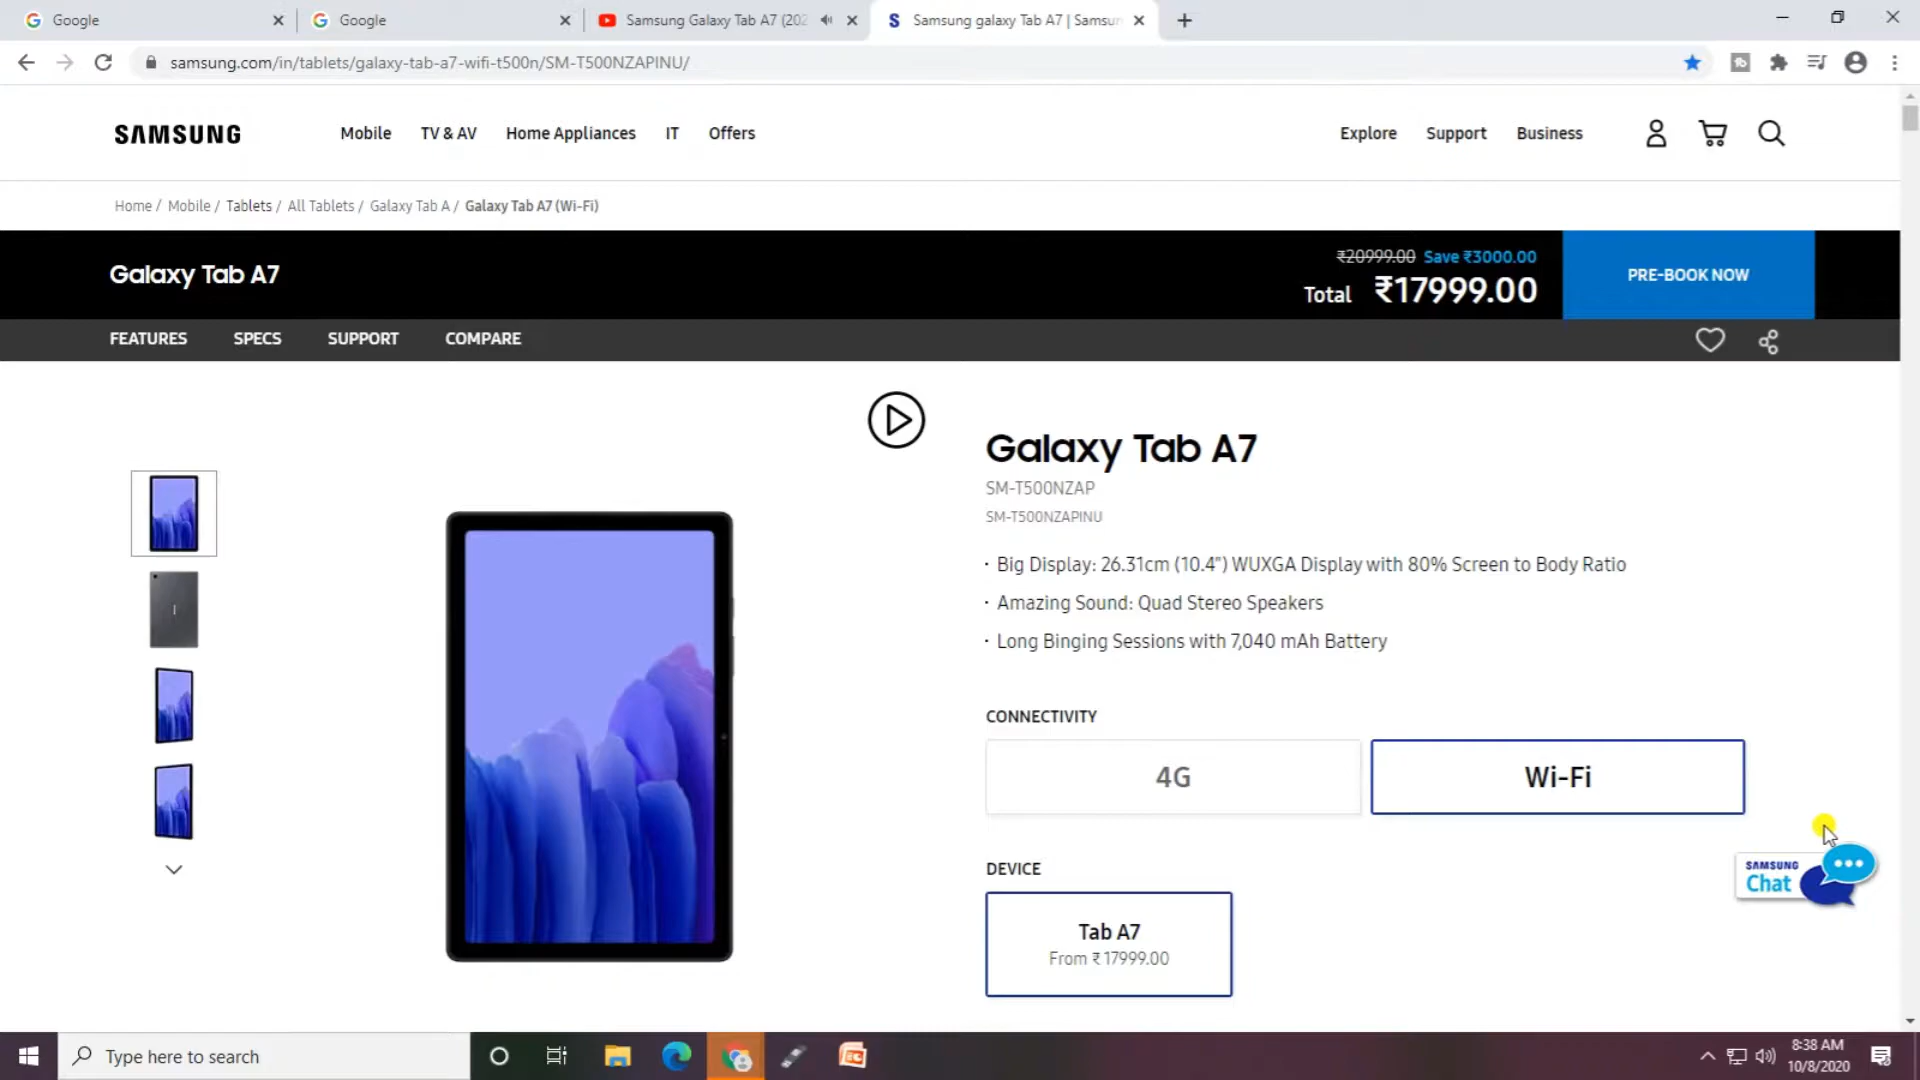 Google
Google
Samsung Galaxy Tab A7 (202
Samsung galaxy Tab A7 | Samsun
samsung.com/in/tablets/galaxy-tab-a7-wifi-t500n/SM-T500NZAPINU/
SAMSUNG
Mobile TV & AV Home Appliances IT Offers
Explore Support Business
Home / Mobile / Tablets / All Tablets / Galaxy Tab A / Galaxy Tab A7 (Wi-Fi)
Galaxy Tab A7
₹20999.00 Save ₹3000.00
Total ₹17999.00
PRE-BOOK NOW
FEATURES SPECS SUPPORT COMPARE
Galaxy Tab A7
SM-T500NZAP
SM-T500NZAPINU
· Big Display: 26.31cm (10.4") WUXGA Display with 80% Screen to Body Ratio
· Amazing Sound: Quad Stereo Speakers
· Long Binging Sessions with 7,040 mAh Battery
CONNECTIVITY
4G
Wi-Fi
SAMSUNG
Chat
DEVICE
Tab A7
From ₹ 17999.00
Type here to search
8:38 AM
10/8/2020